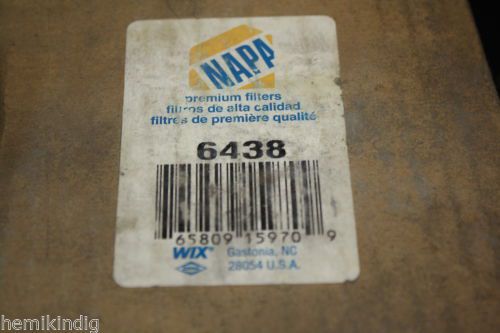 NAPA
premium filters
filtros de alta calidad
filtres de première qualité
6438
65809 15970 9
WIX® Gastonia, NC
28054 U.S.A.
hemikindig